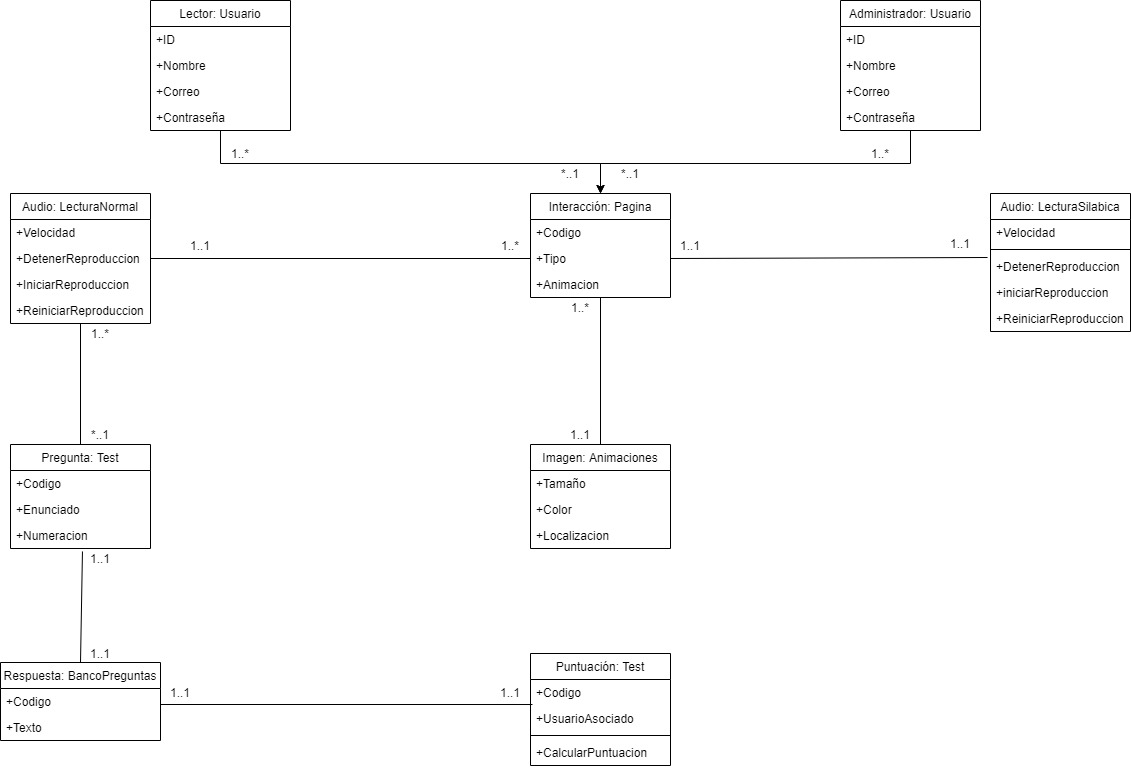 Lector: Usuario
+ID
+Nombre
+Correo
+Contraseña
Administrador: Usuario
+ID
+Nombre
+Correo
+Contraseña
1..*
1..*
*..1
*..1
Audio: LecturaNormal
+Velocidad
+DetenerReproduccion
+IniciarReproduccion
+ReiniciarReproduccion
1..1
1..*
Interacción: Pagina
+Codigo
+Tipo
+Animacion
1..1
1..1
Audio: LecturaSilabica
+Velocidad
+DetenerReproduccion
+iniciarReproduccion
+ReiniciarReproduccion
1..*
1..*
*..1
1..1
Pregunta: Test
+Codigo
+Enunciado
+Numeracion
Imagen: Animaciones
+Tamaño
+Color
+Localizacion
1..1
1..1
Respuesta: BancoPreguntas
+Codigo
+Texto
1..1
1..1
Puntuación: Test
+Codigo
+UsuarioAsociado
+CalcularPuntuacion